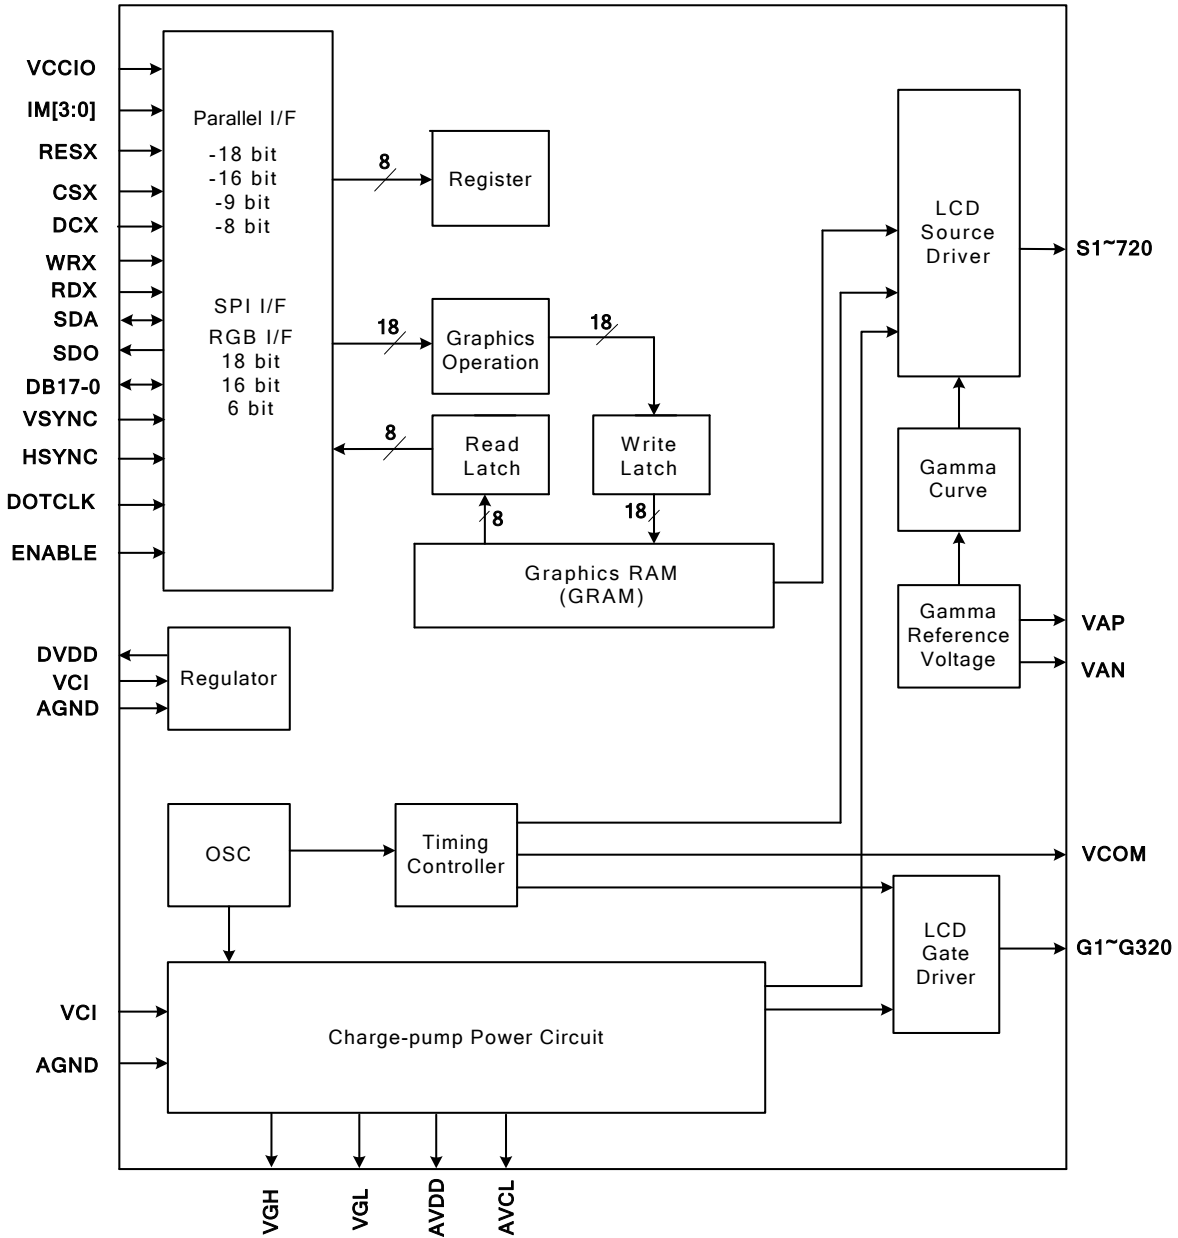 VCCIO
IM[3:0]
RESX
CSX
DCX
WRX
RDX
SDA
SDO
DB17-0
VSYNC
HSYNC
DOTCLK
ENABLE
Parallel I/F
-18 bit
-16 bit
-9 bit
-8 bit
SPI I/F
RGB I/F
18 bit
16 bit
6 bit
8
Register
18
Graphics
Operation
18
8
Read
Latch
Write
Latch
8
18
Graphics RAM
(GRAM)
LCD
Source
Driver
S1~720
Gamma
Curve
Gamma
Reference
Voltage
VAP
VAN
DVDD
VCI
AGND
Regulator
OSC
Timing
Controller
VCOM
LCD
Gate
Driver
G1~G320
VCI
AGND
Charge-pump Power Circuit
VGH
VGL
AVDD
AVCL